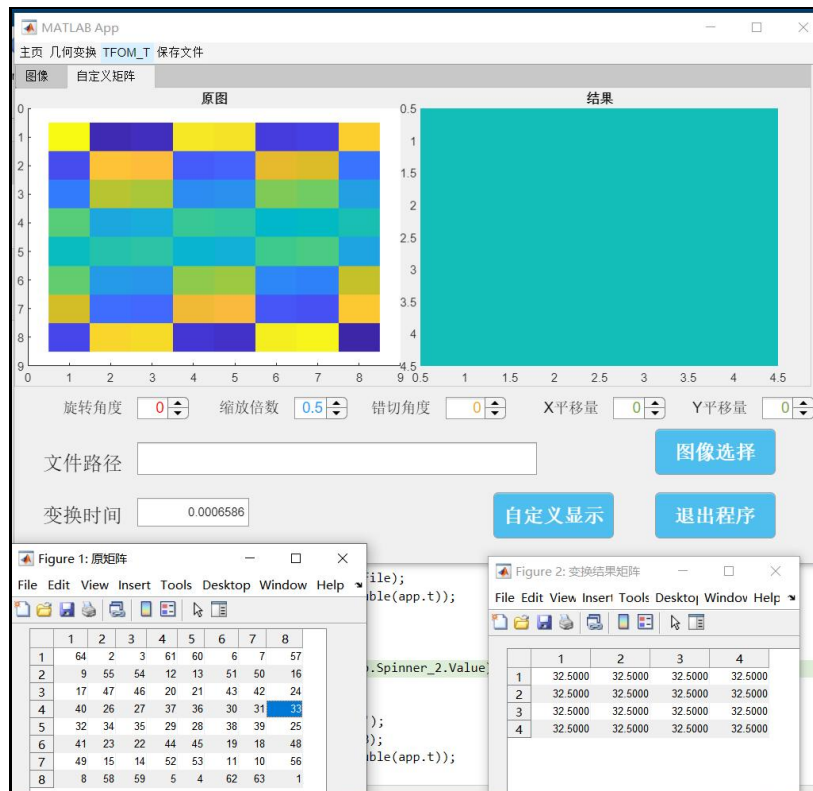 MATLAB App
主页 几何变换 TFOM_T 保存文件
图像 自定义矩阵
原图 结果
0
1
2
3
4
5
6
7
8
9
0 1 2 3 4 5 6 7 8 9
0.5
1
1.5
2
2.5
3
3.5
4
4.5
0.5 1 1.5 2 2.5 3 3.5 4 4.5
旋转角度 0 缩放倍数 0.5 错切角度 0 X平移量 0 Y平移量 0
文件路径 图像选择
变换时间 0.0006586 自定义显示 退出程序
Figure 1: 原矩阵
File Edit View Insert Tools Desktop Window Help
1 2 3 4 5 6 7 8
1 64 2 3 61 60 6 7 57
2 9 55 54 12 13 51 50 16
3 17 47 46 20 21 43 42 24
4 40 26 27 37 36 30 31 33
5 32 34 35 29 28 38 39 25
6 41 23 22 44 45 19 18 48
7 49 15 14 52 53 11 10 56
8 8 58 59 5 4 62 63 1
File);
ble(app.t));
.Spinner_2.Value
');
);
ble(app.t));
Figure 2: 变换结果矩阵
File Edit View Insert Tools Desktop Window Help
1 2 3 4
1 32.5000 32.5000 32.5000 32.5000
2 32.5000 32.5000 32.5000 32.5000
3 32.5000 32.5000 32.5000 32.5000
4 32.5000 32.5000 32.5000 32.5000